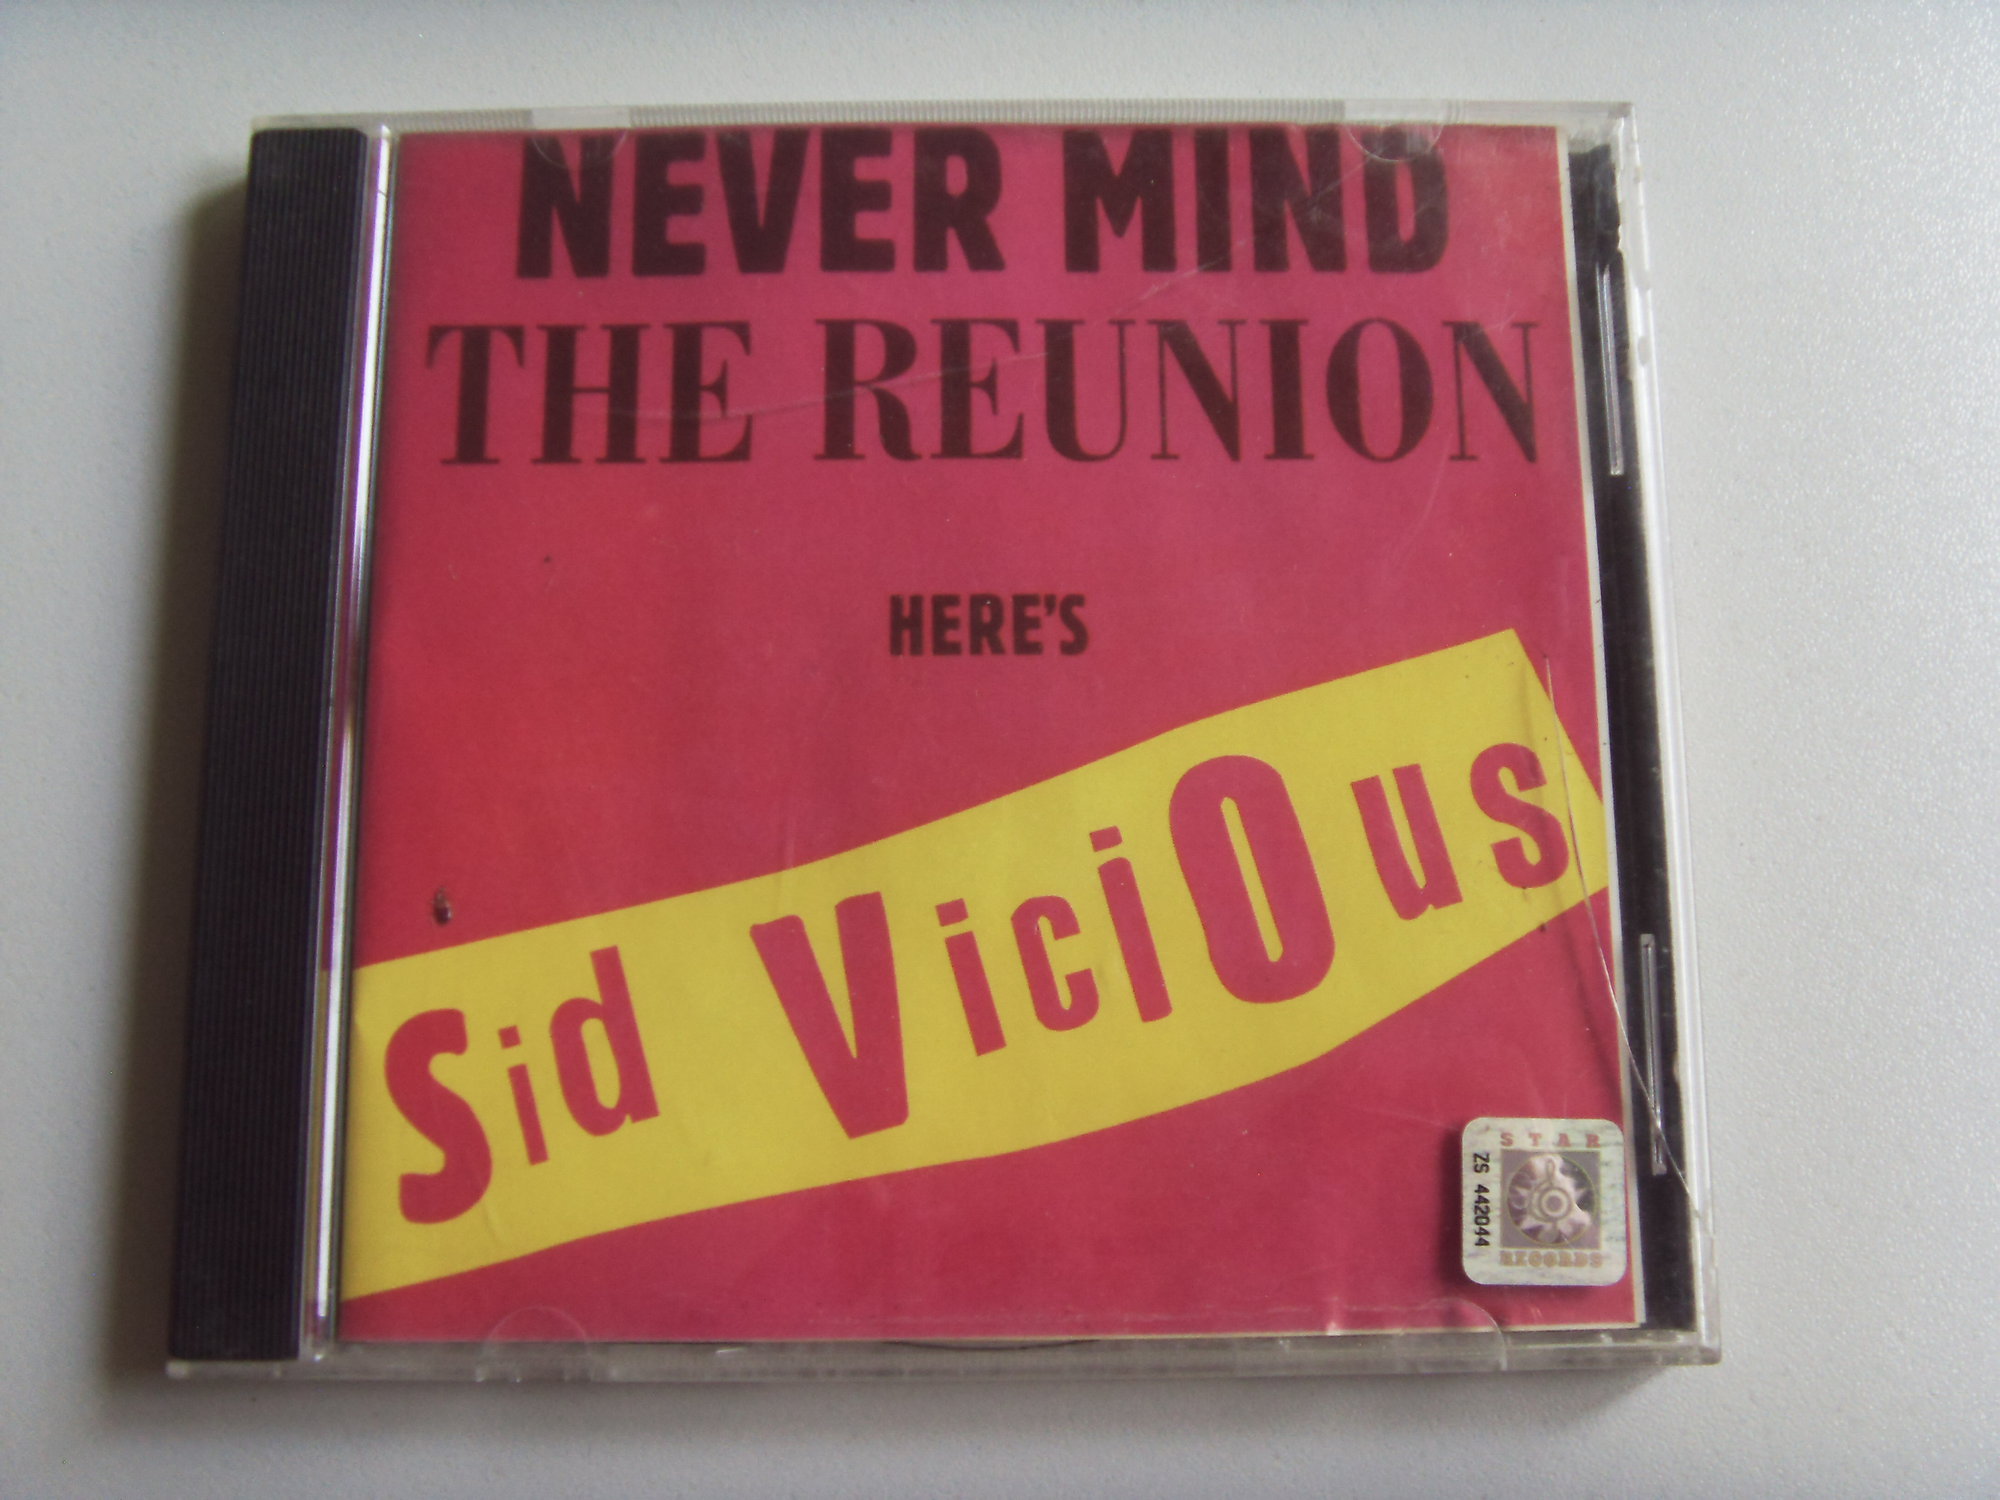 NEVER MIND
THE REUNION
HERE'S
Sid ViciOus
STAR
ZS 442044
RECORDS